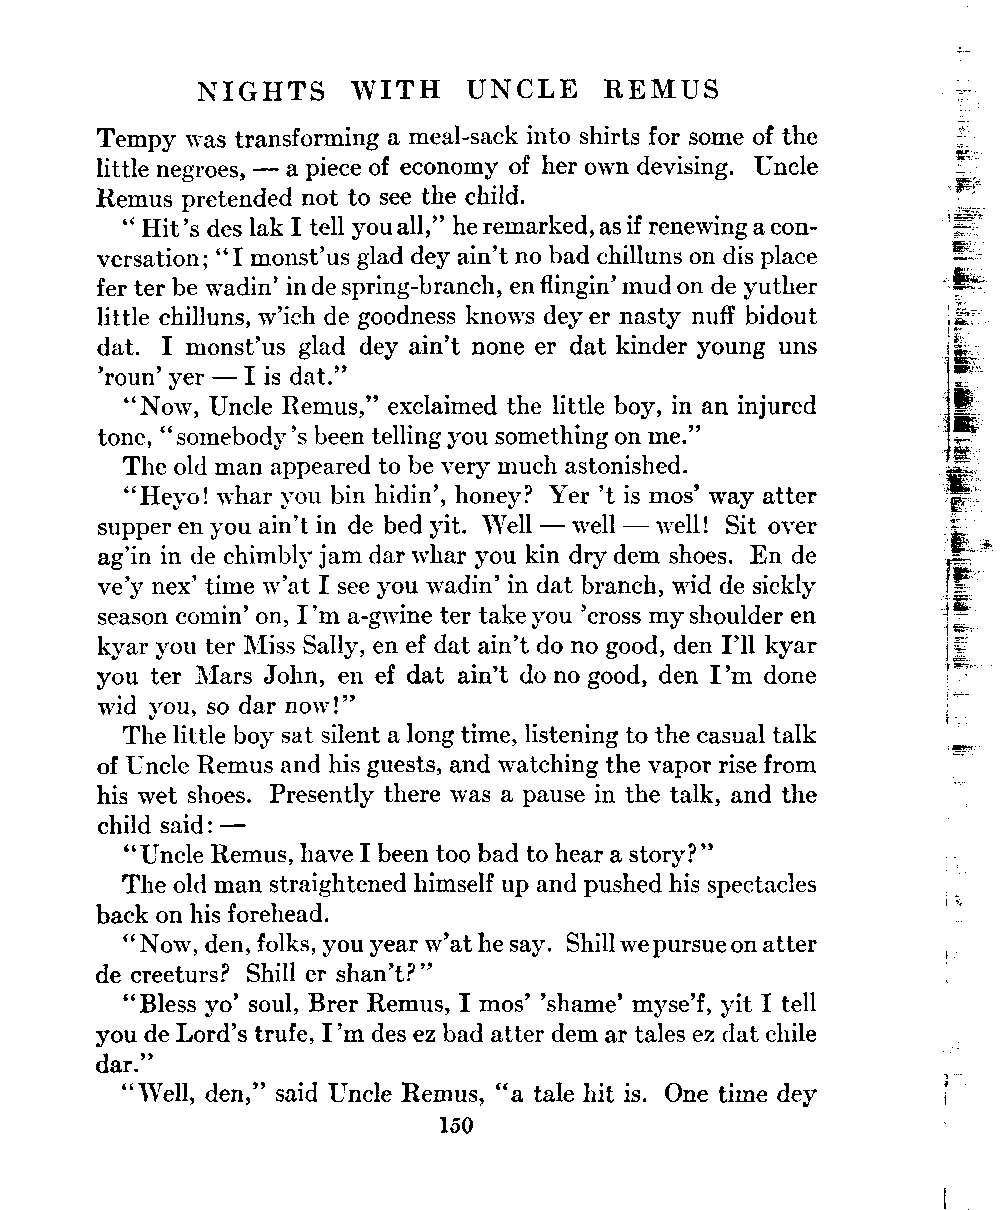 NIGHTS WITH UNCLE REMUS
Tempy was transforming a meal-sack into shirts for some of the
little negroes, — a piece of economy of her own devising. Uncle
Remus pretended not to see the child.
“Hit’s des lak I tell you all,” he remarked, as if renewing a con-
versation; “I monst’us glad dey ain’t no bad chilluns on dis place
fer ter be wadin’ in de spring-branch, en flingin’ mud on de yuther
little chilluns, w’ich de goodness knows dey er nasty nuff bidout
dat. I monst’us glad dey ain’t none er dat kinder young uns
’roun’ yer — I is dat.”
“Now, Uncle Remus,” exclaimed the little boy, in an injured
tone, “somebody’s been telling you something on me.”
The old man appeared to be very much astonished.
“Heyo! whar you bin hidin’, honey? Yer ’t is mos’ way atter
supper en you ain’t in de bed yit. Well — well — well! Sit over
ag’in in de chimbly jam dar whar you kin dry dem shoes. En de
ve’y nex’ time w’at I see you wadin’ in dat branch, wid de sickly
season comin’ on, I’m a-gwine ter take you ’cross my shoulder en
kyar you ter Miss Sally, en ef dat ain’t do no good, den I’ll kyar
you ter Mars John, en ef dat ain’t do no good, den I’m done
wid you, so dar now!”
The little boy sat silent a long time, listening to the casual talk
of Uncle Remus and his guests, and watching the vapor rise from
his wet shoes. Presently there was a pause in the talk, and the
child said: —
“Uncle Remus, have I been too bad to hear a story?”
The old man straightened himself up and pushed his spectacles
back on his forehead.
“Now, den, folks, you year w’at he say. Shill we pursue on atter
de creeturs? Shill er shan’t?”
“Bless yo’ soul, Brer Remus, I mos’ ’shame’ myse’f, yit I tell
you de Lord’s trufe, I’m des ez bad atter dem ar tales ez dat chile
dar.”
“Well, den,” said Uncle Remus, “a tale hit is. One time dey
150